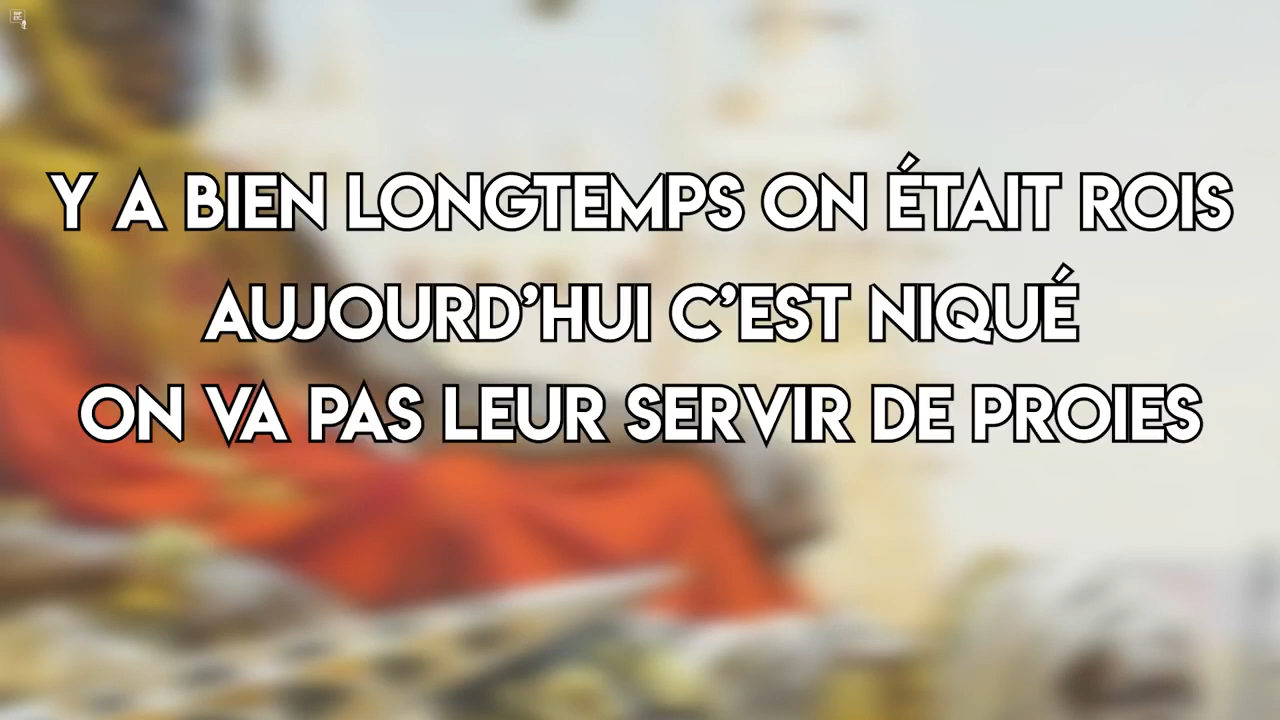 Y A BIEN LONGTEMPS ON ÉTAIT ROIS
AUJOURD'HUI C'EST NIQUÉ
ON VA PAS LEUR SERVIR DE PROIES